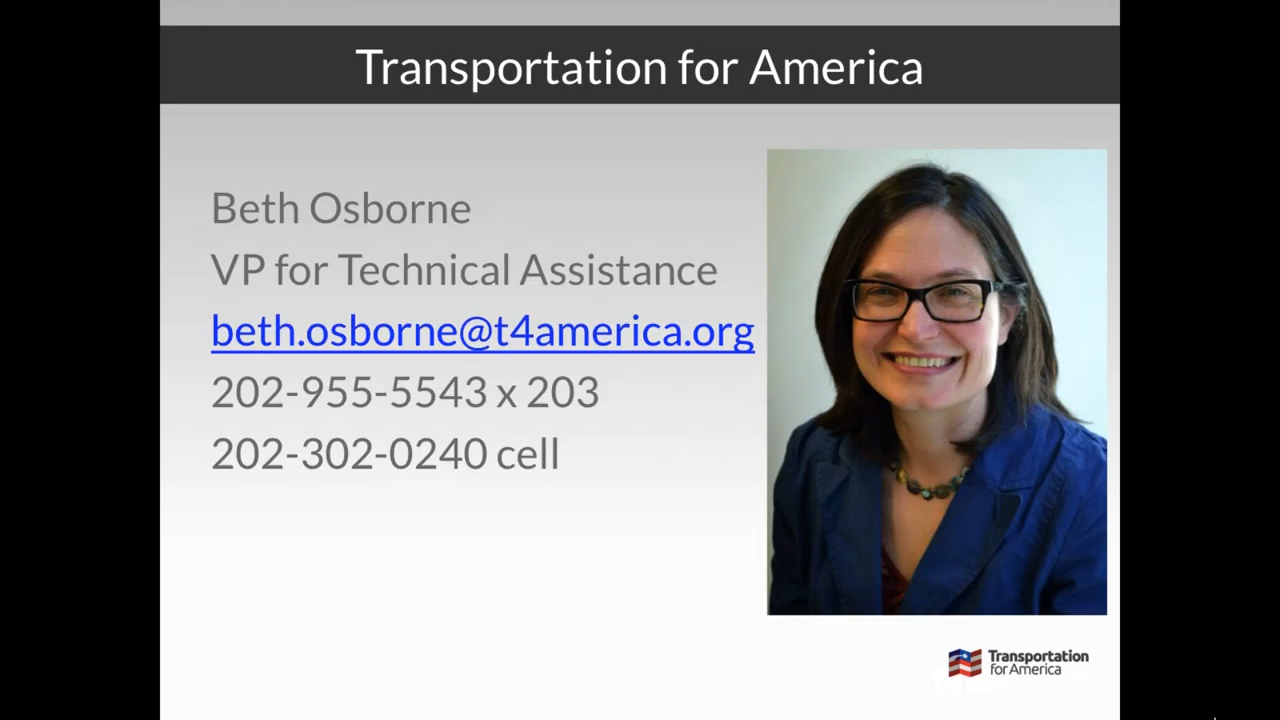 Transportation for America
Beth Osborne
VP for Technical Assistance
beth.osborne@t4america.org
202-955-5543 x 203
202-302-0240 cell
Transportation
for America